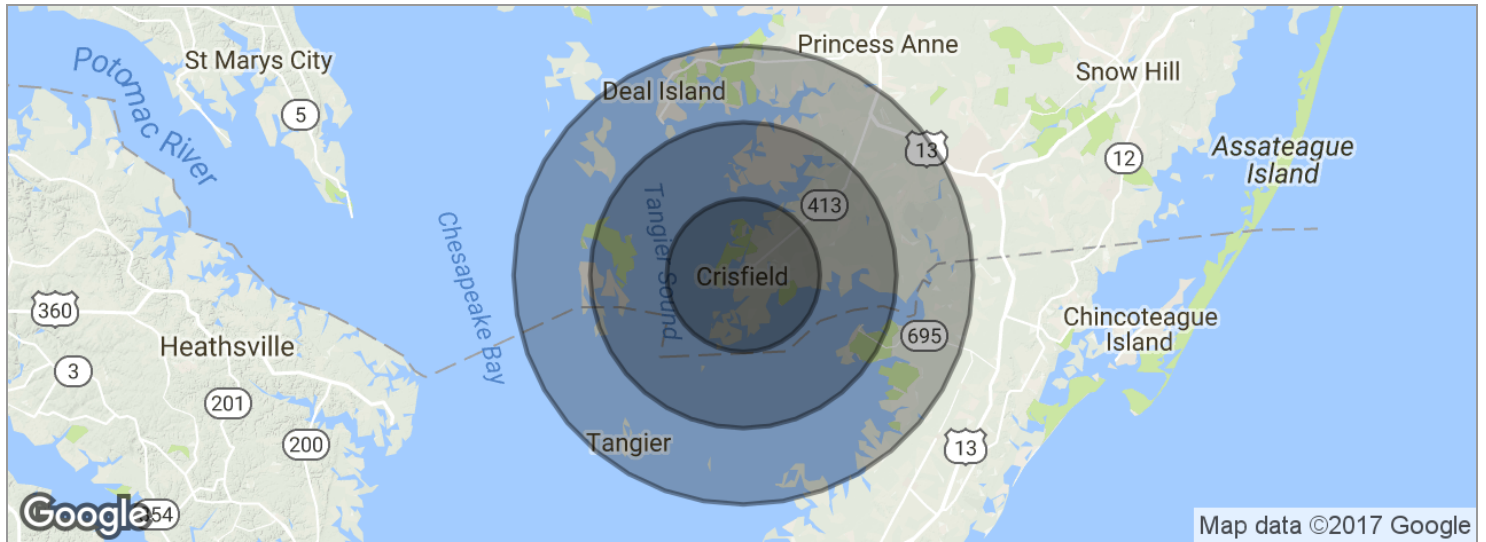 Potomac River
St Marys City
5
Princess Anne
Snow Hill
Deal Island
13
12
Assateague
Island
413
Tangier Sound
Chesapeake Bay
Crisfield
360
Heathsville
3
201
200
695
Chincoteague
Island
Tangier
13
Google
354
Map data ©2017 Google